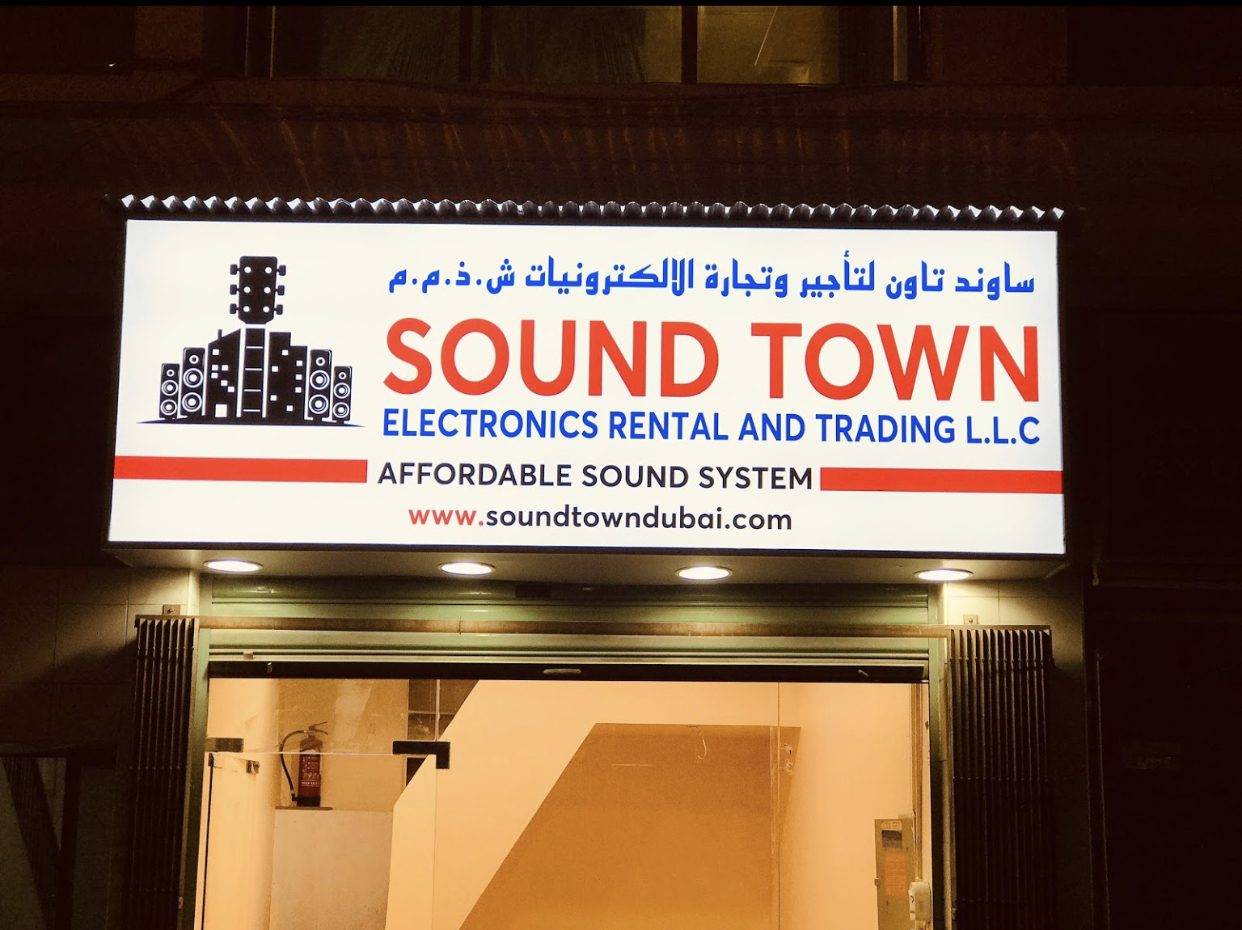 ساوند تاون لتأجير وتجارة الالكترونيات ش.ذ.م.م
SOUND TOWN
ELECTRONICS RENTAL AND TRADING L.L.C
AFFORDABLE SOUND SYSTEM
www.soundtowndubai.com